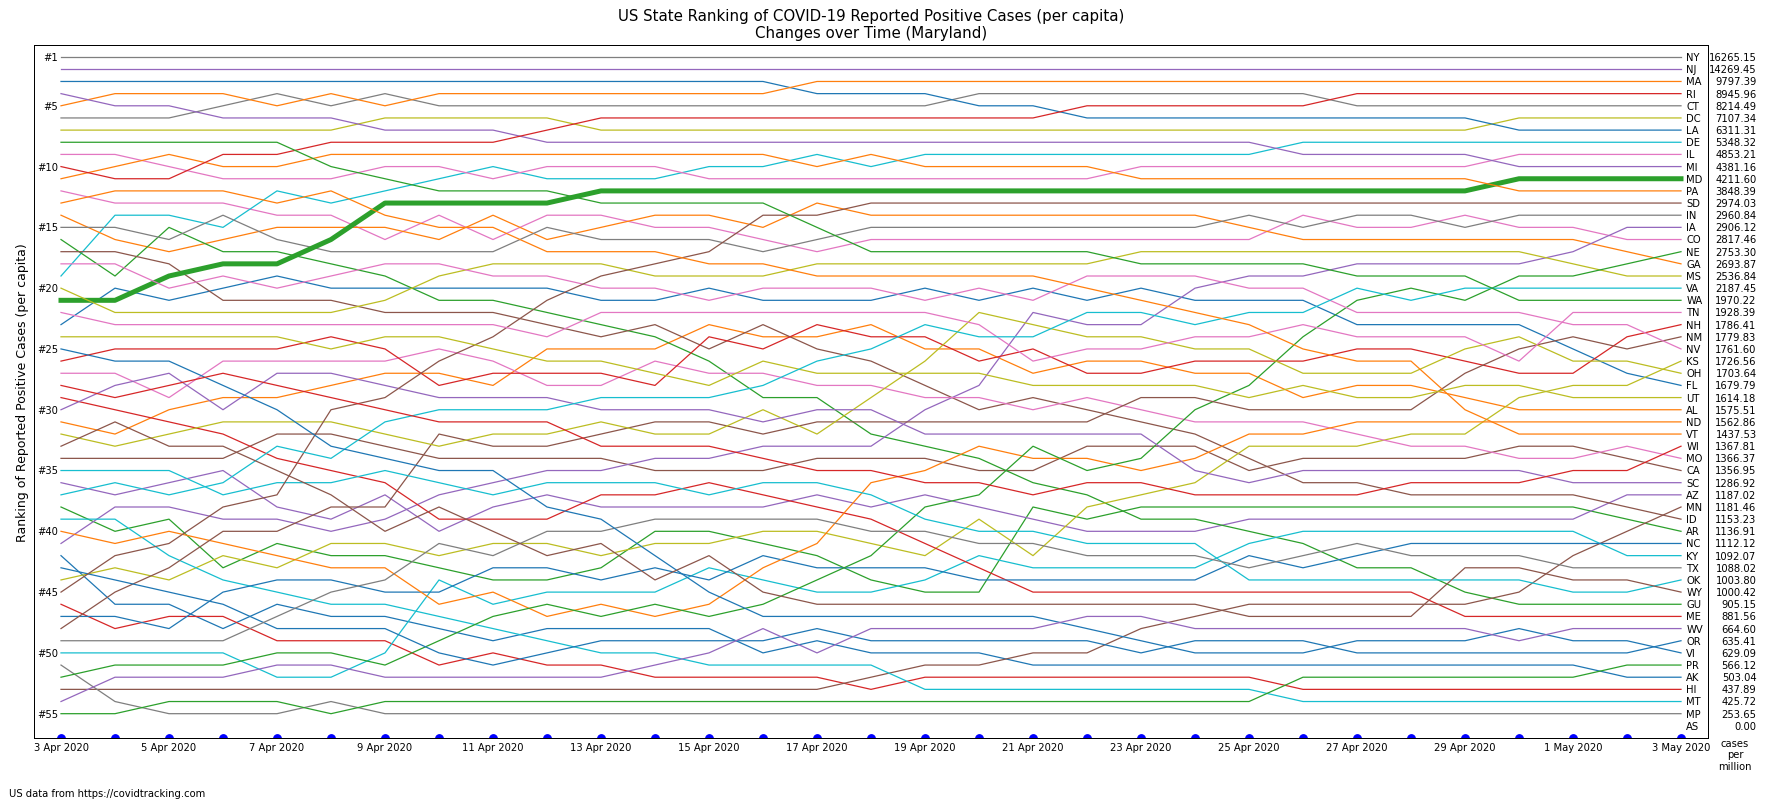 US State Ranking of COVID-19 Reported Positive Cases (per capita)
Changes over Time (Maryland)
Ranking of Reported Positive Cases (per capita)
#1
#5
#10
#15
#20
#25
#30
#35
#40
#45
#50
#55
NY 16265.15
NJ 14269.45
MA 9797.39
RI 8945.96
CT 8214.49
DC 7107.34
LA 6311.31
DE 5348.32
IL 4853.21
MI 4381.16
MD 4211.60
PA 3848.39
SD 2974.03
IN 2960.84
IA 2906.12
CO 2817.46
NE 2753.30
GA 2693.87
MS 2536.84
VA 2187.45
WA 1970.22
TN 1928.39
NH 1786.41
NM 1779.83
NV 1761.60
KS 1726.56
OH 1703.64
FL 1679.79
UT 1614.18
AL 1575.51
ND 1562.86
VT 1437.53
WI 1367.81
MO 1366.37
CA 1356.95
SC 1286.92
AZ 1187.02
MN 1181.46
ID 1153.23
AR 1136.91
NC 1112.12
KY 1092.07
TX 1088.02
OK 1003.80
WY 1000.42
GU 905.15
ME 881.56
WV 664.60
OR 635.41
VI 629.09
PR 566.12
AK 503.04
HI 437.89
MT 425.72
MP 253.65
AS 0.00
3 Apr 2020 5 Apr 2020 7 Apr 2020 9 Apr 2020 11 Apr 2020 13 Apr 2020 15 Apr 2020 17 Apr 2020 19 Apr 2020 21 Apr 2020 23 Apr 2020 25 Apr 2020 27 Apr 2020 29 Apr 2020 1 May 2020 3 May 2020
cases
per
million
US data from https://covidtracking.com